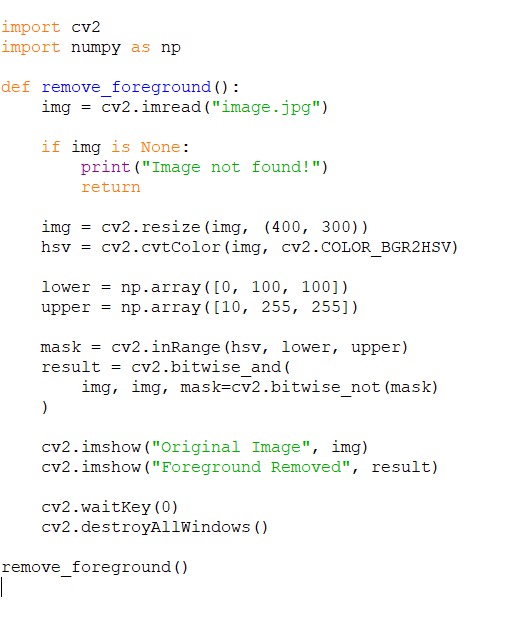 import cv2
import numpy as np

def remove_foreground():
    img = cv2.imread("image.jpg")

    if img is None:
        print("Image not found!")
        return

    img = cv2.resize(img, (400, 300))
    hsv = cv2.cvtColor(img, cv2.COLOR_BGR2HSV)

    lower = np.array([0, 100, 100])
    upper = np.array([10, 255, 255])

    mask = cv2.inRange(hsv, lower, upper)
    result = cv2.bitwise_and(
        img, img, mask=cv2.bitwise_not(mask)
    )

    cv2.imshow("Original Image", img)
    cv2.imshow("Foreground Removed", result)

    cv2.waitKey(0)
    cv2.destroyAllWindows()

remove_foreground()